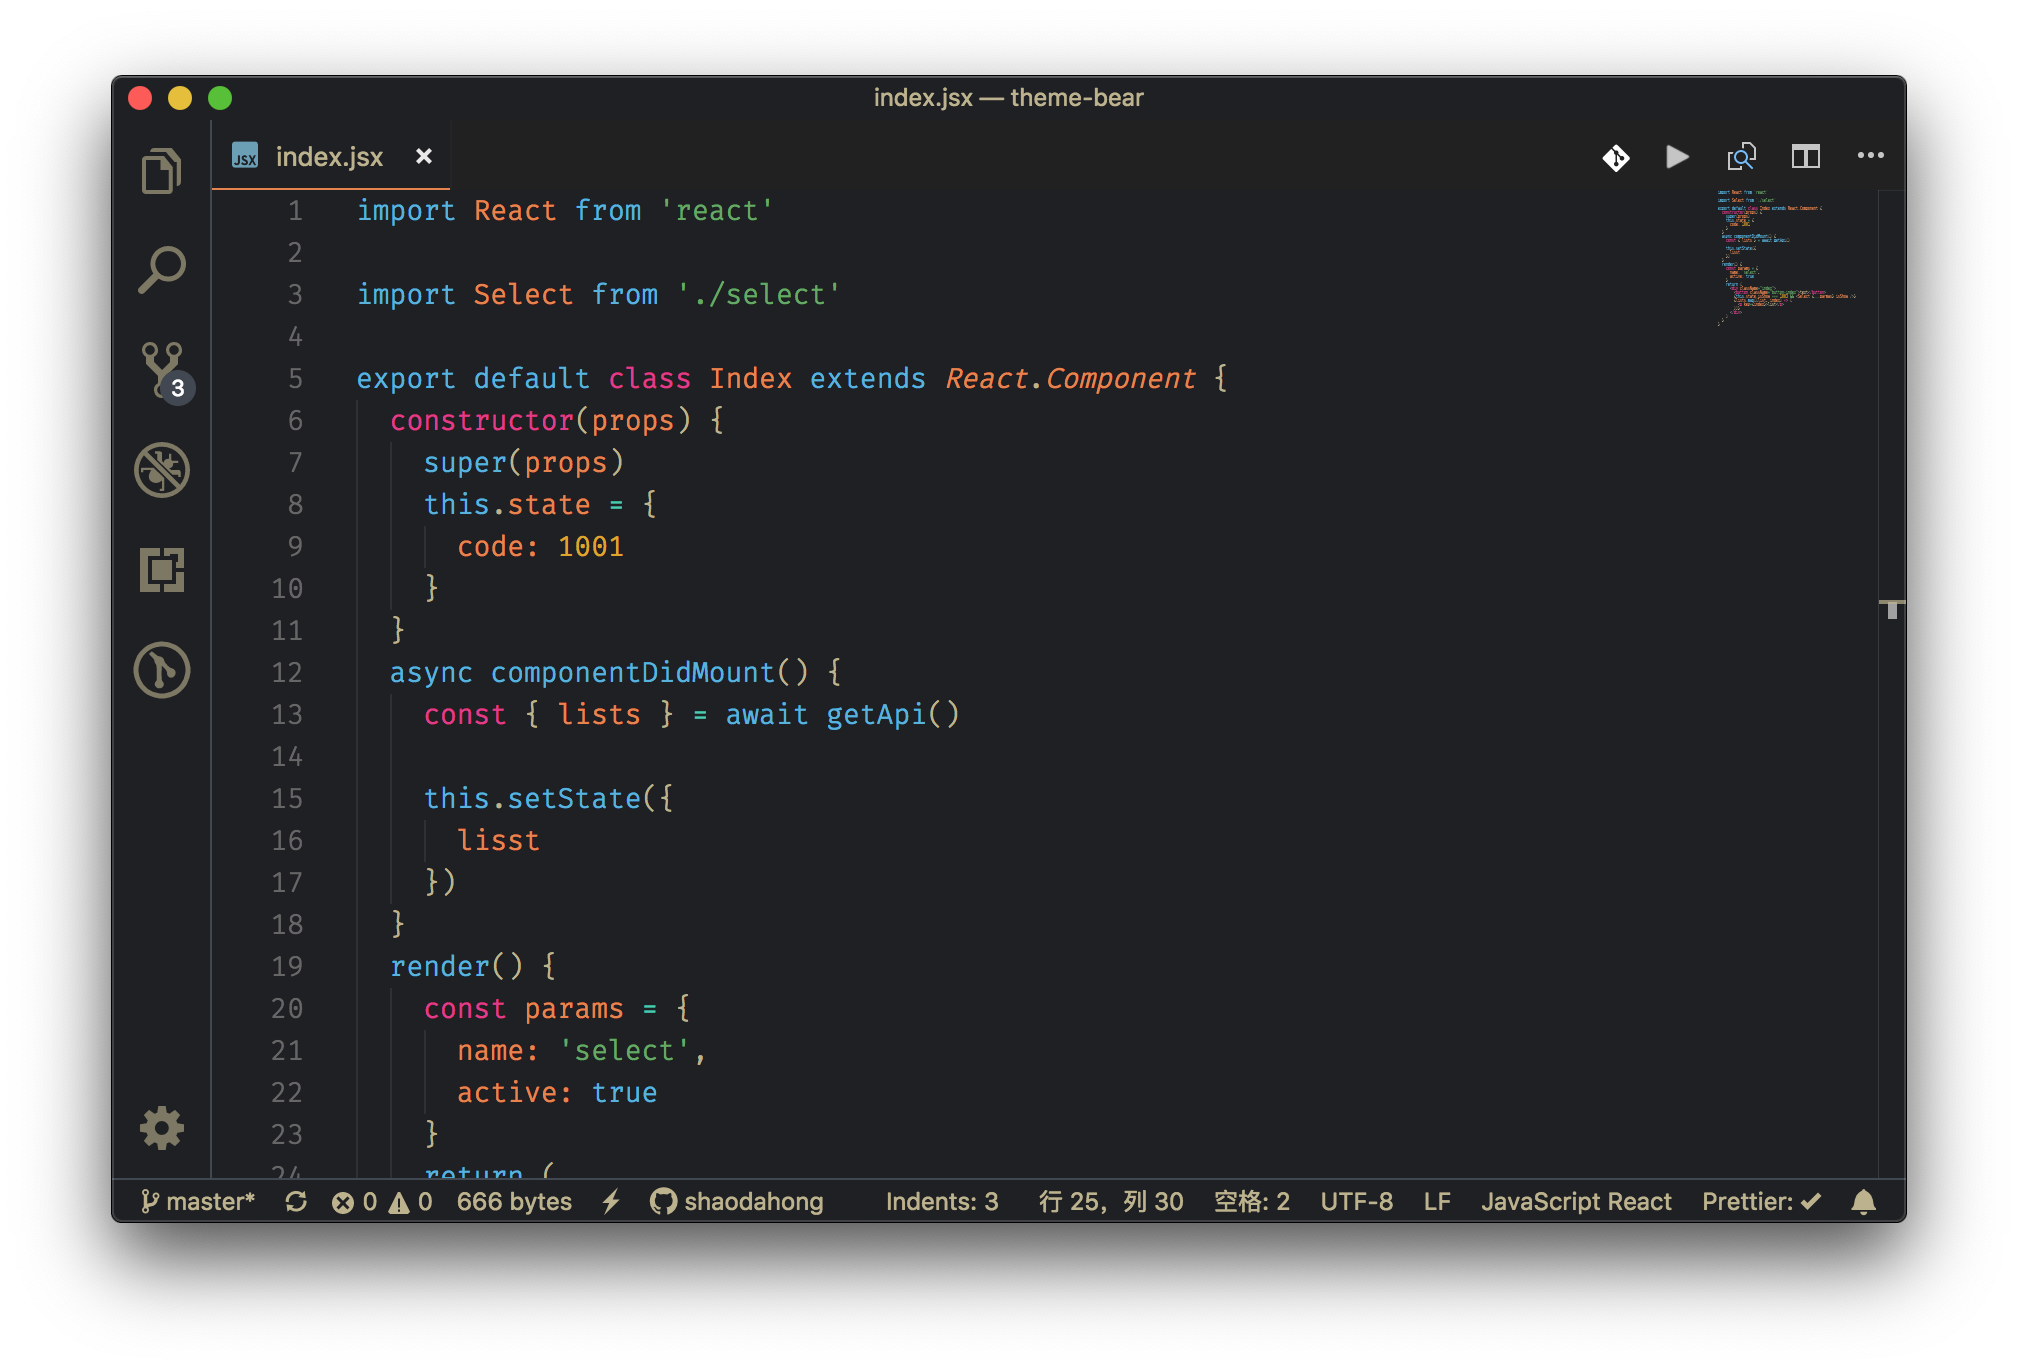 index.jsx — theme-bear
JSX index.jsx
1 import React from 'react'
2
3 import Select from './select'
4
5 export default class Index extends React.Component {
6 constructor(props) {
7 super(props)
8 this.state = {
9 code: 1001
10 }
11 }
12 async componentDidMount() {
13 const { lists } = await getApi()
14
15 this.setState({
16 lisst
17 })
18 }
19 render() {
20 const params = {
21 name: 'select',
22 active: true
23 }
24 return (
3
master* 0 0 666 bytes shaodahong Indents: 3 行 25，列 30 空格: 2 UTF-8 LF JavaScript React Prettier: